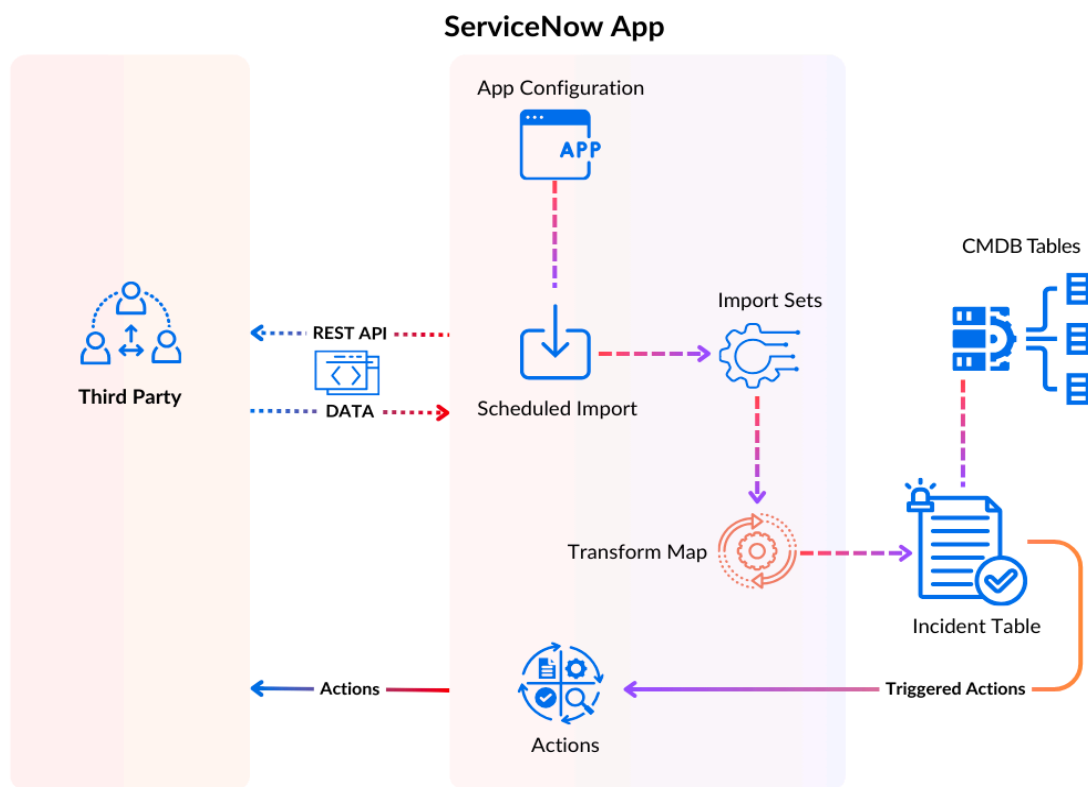 ServiceNow App
App Configuration
APP
CMDB Tables
Import Sets
REST API
Third Party
DATA
Scheduled Import
Transform Map
Incident Table
Actions
Triggered Actions
Actions